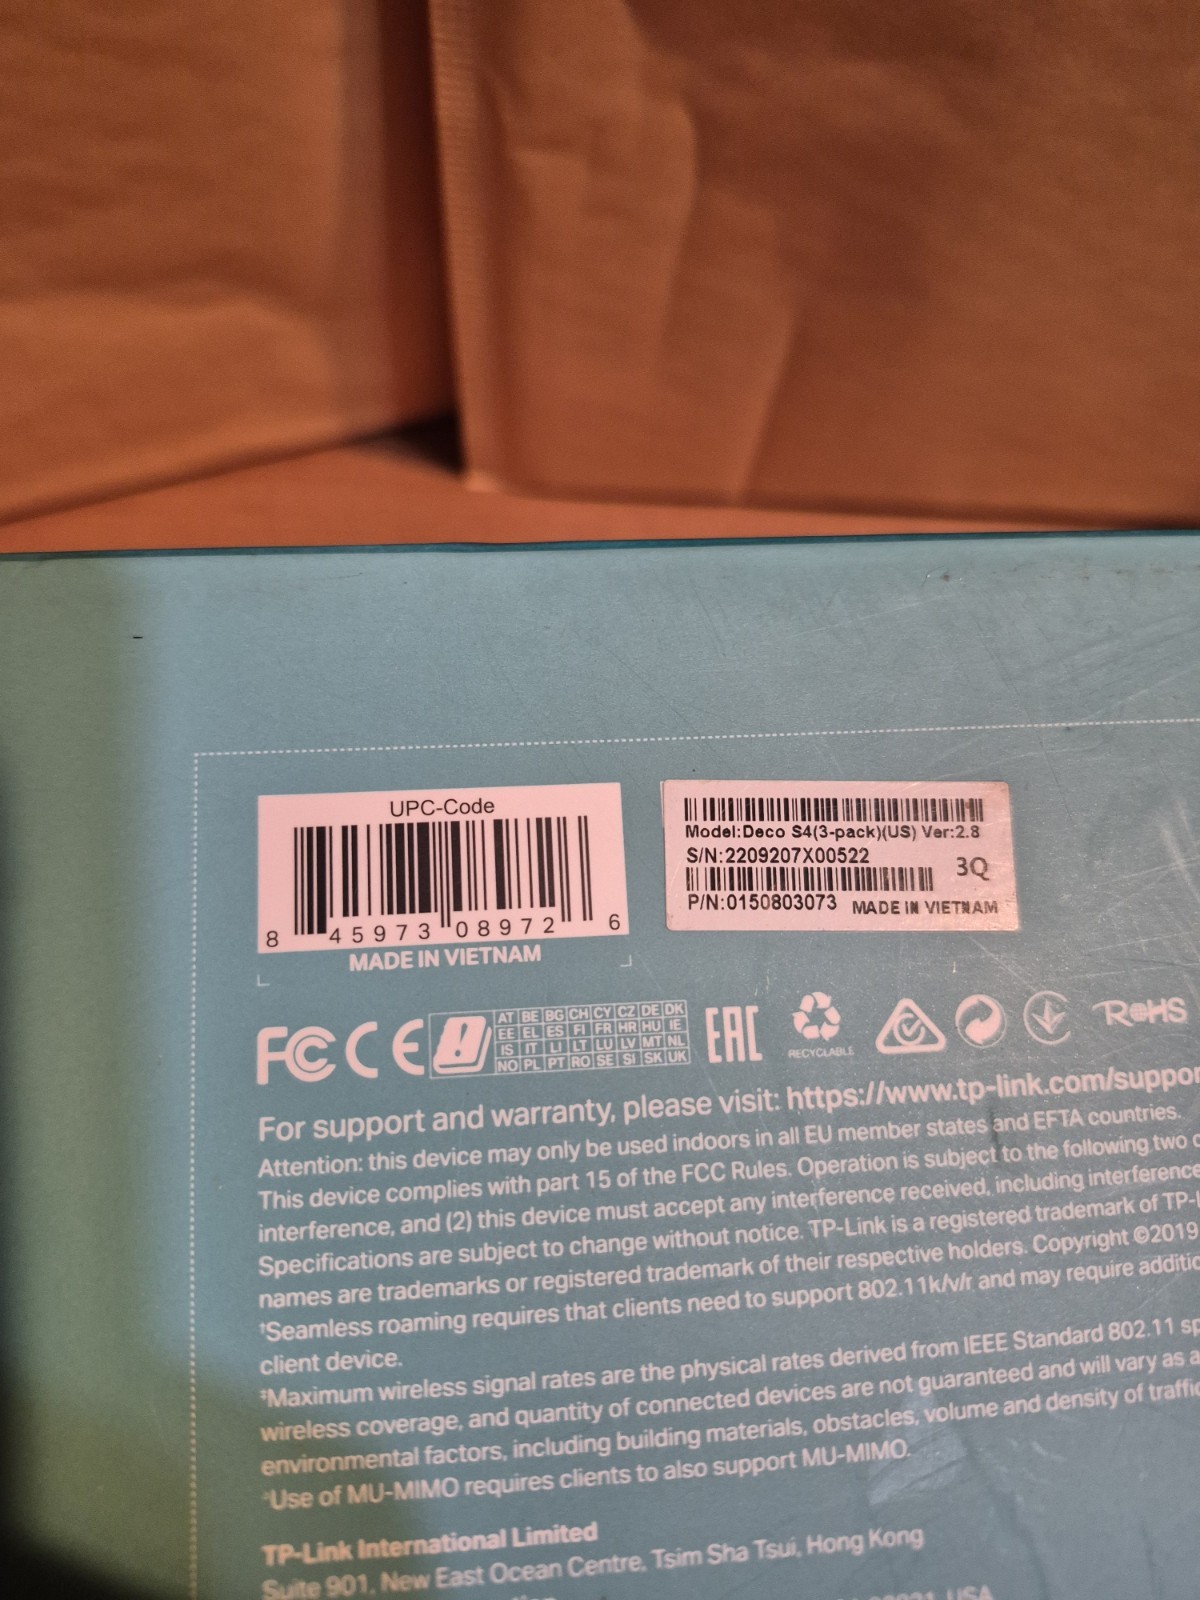 UPC-Code
8 45973 08972 6
MADE IN VIETNAM
Model:Deco S4(3-pack)(US) Ver:2.8
S/N:2209207X00522
3Q
P/N:0150803073 MADE IN VIETNAM
FC CE
AT BE BG CH CY CZ DE DK
EE EL ES FI FR HR HU IE
IS IT LI LT LU LV MT NL
NO PL PT RO SE SI SK UK
EAC
RECYCLABLE
RoHS
For support and warranty, please visit: https://www.tp-link.com/suppor
Attention: this device may only be used indoors in all EU member states and EFTA countries.
This device complies with part 15 of the FCC Rules. Operation is subject to the following two c
interference, and (2) this device must accept any interference received, including interference
Specifications are subject to change without notice. TP-Link is a registered trademark of TP-
names are trademarks or registered trademark of their respective holders. Copyright ©2019
†Seamless roaming requires that clients need to support 802.11k/v/r and may require additio
client device.
‡Maximum wireless signal rates are the physical rates derived from IEEE Standard 802.11 sp
wireless coverage, and quantity of connected devices are not guaranteed and will vary as a
environmental factors, including building materials, obstacles, volume and density of traffi
^Use of MU-MIMO requires clients to also support MU-MIMO.
TP-Link International Limited
Suite 901, New East Ocean Centre, Tsim Sha Tsui, Hong Kong
USA